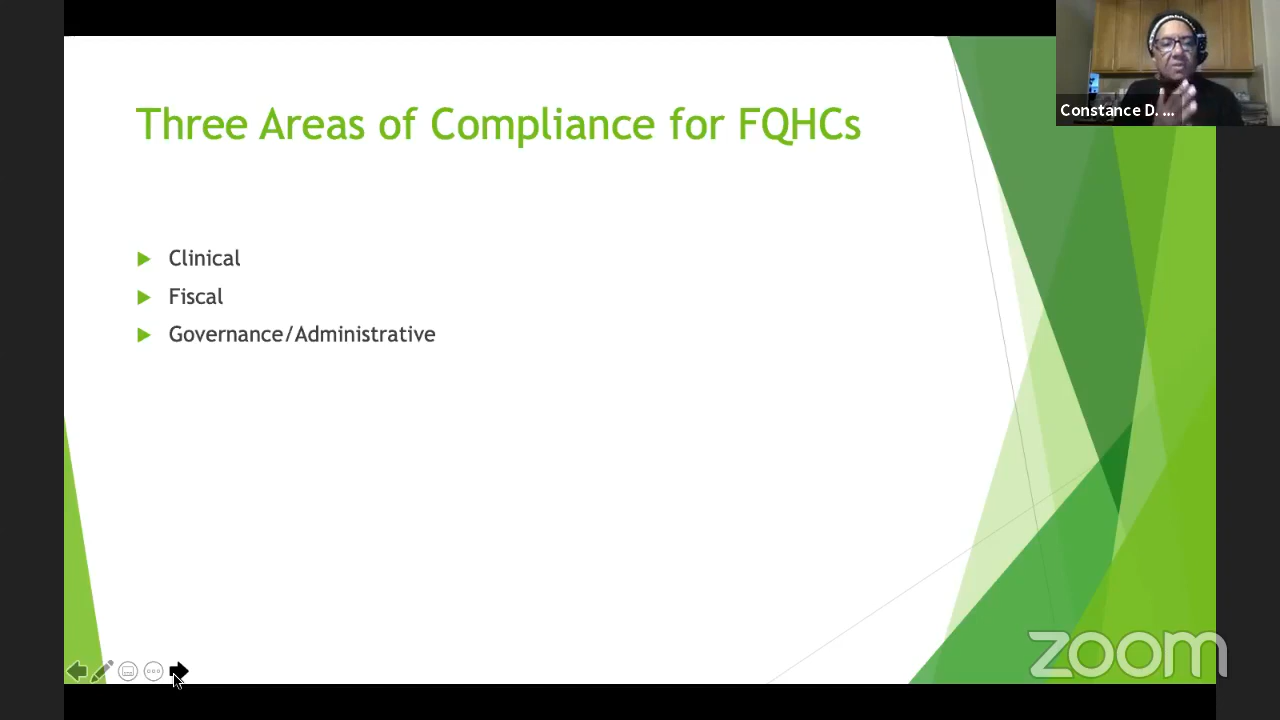 Three Areas of Compliance for FQHCs
Clinical
Fiscal
Governance/Administrative
Constance D. ...
zoom